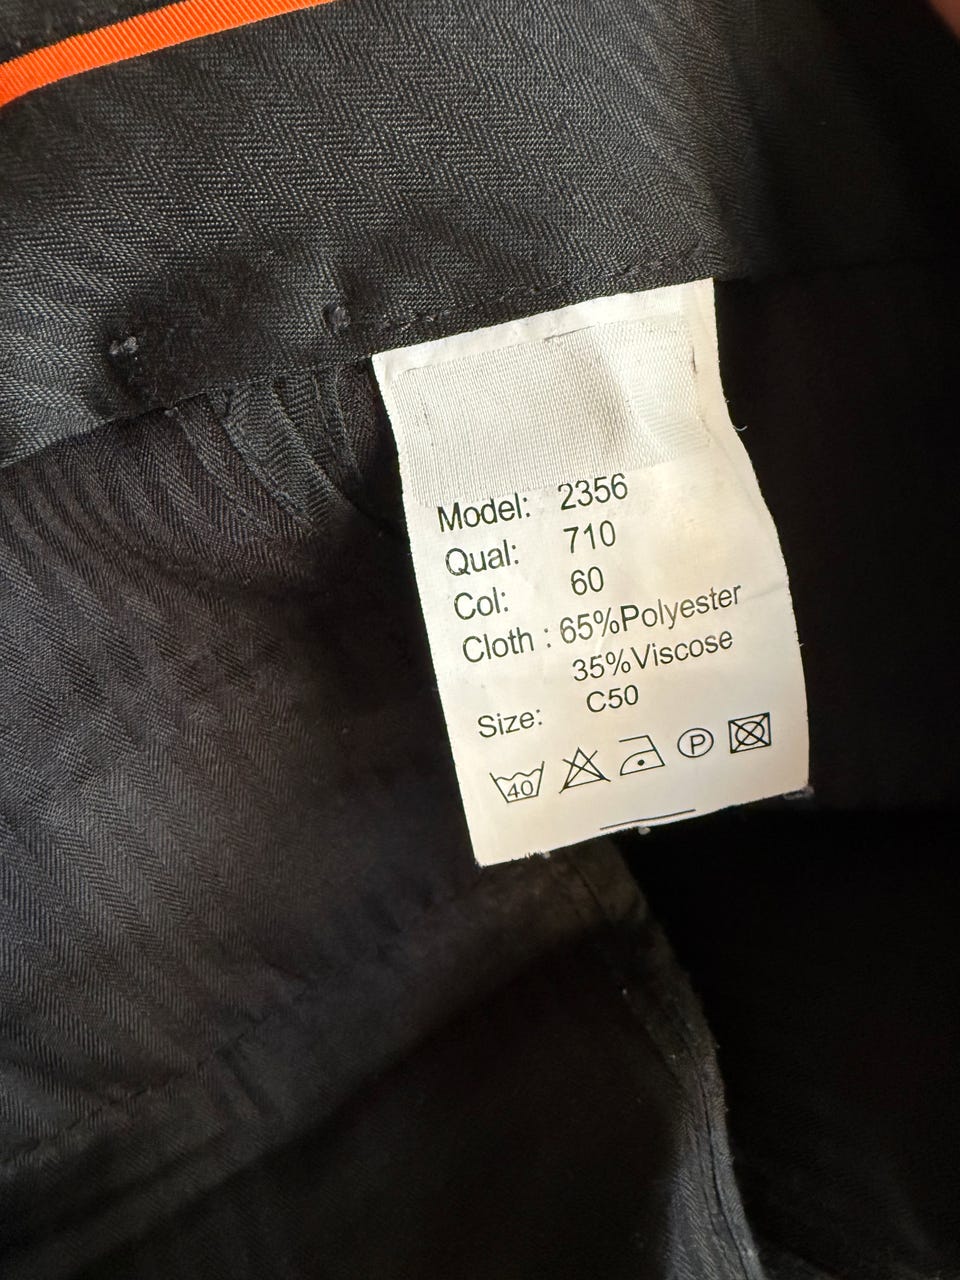 Model: 2356
Qual: 710
Col: 60
Cloth : 65%Polyester
35%Viscose
Size: C50
40 P